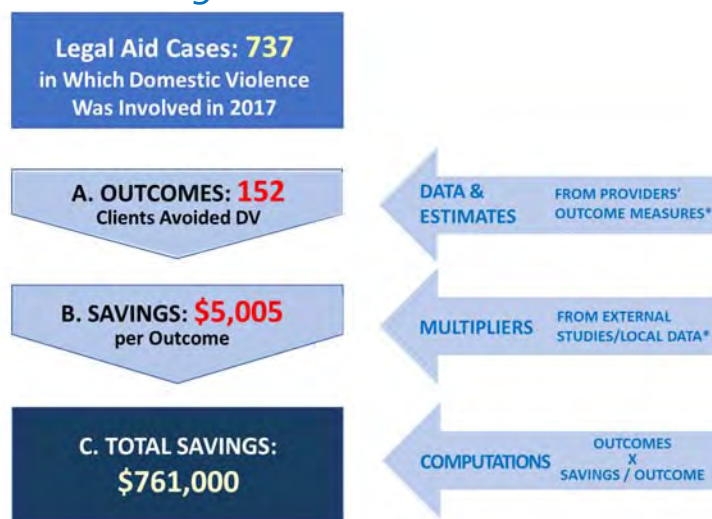 Legal Aid Cases: 737
in Which Domestic Violence
Was Involved in 2017
A. OUTCOMES: 152
Clients Avoided DV
DATA &
ESTIMATES
FROM PROVIDERS'
OUTCOME MEASURES*
B. SAVINGS: $5,005
per Outcome
MULTIPLIERS
FROM EXTERNAL
STUDIES/LOCAL DATA*
C. TOTAL SAVINGS:
$761,000
COMPUTATIONS
OUTCOMES
X
SAVINGS / OUTCOME